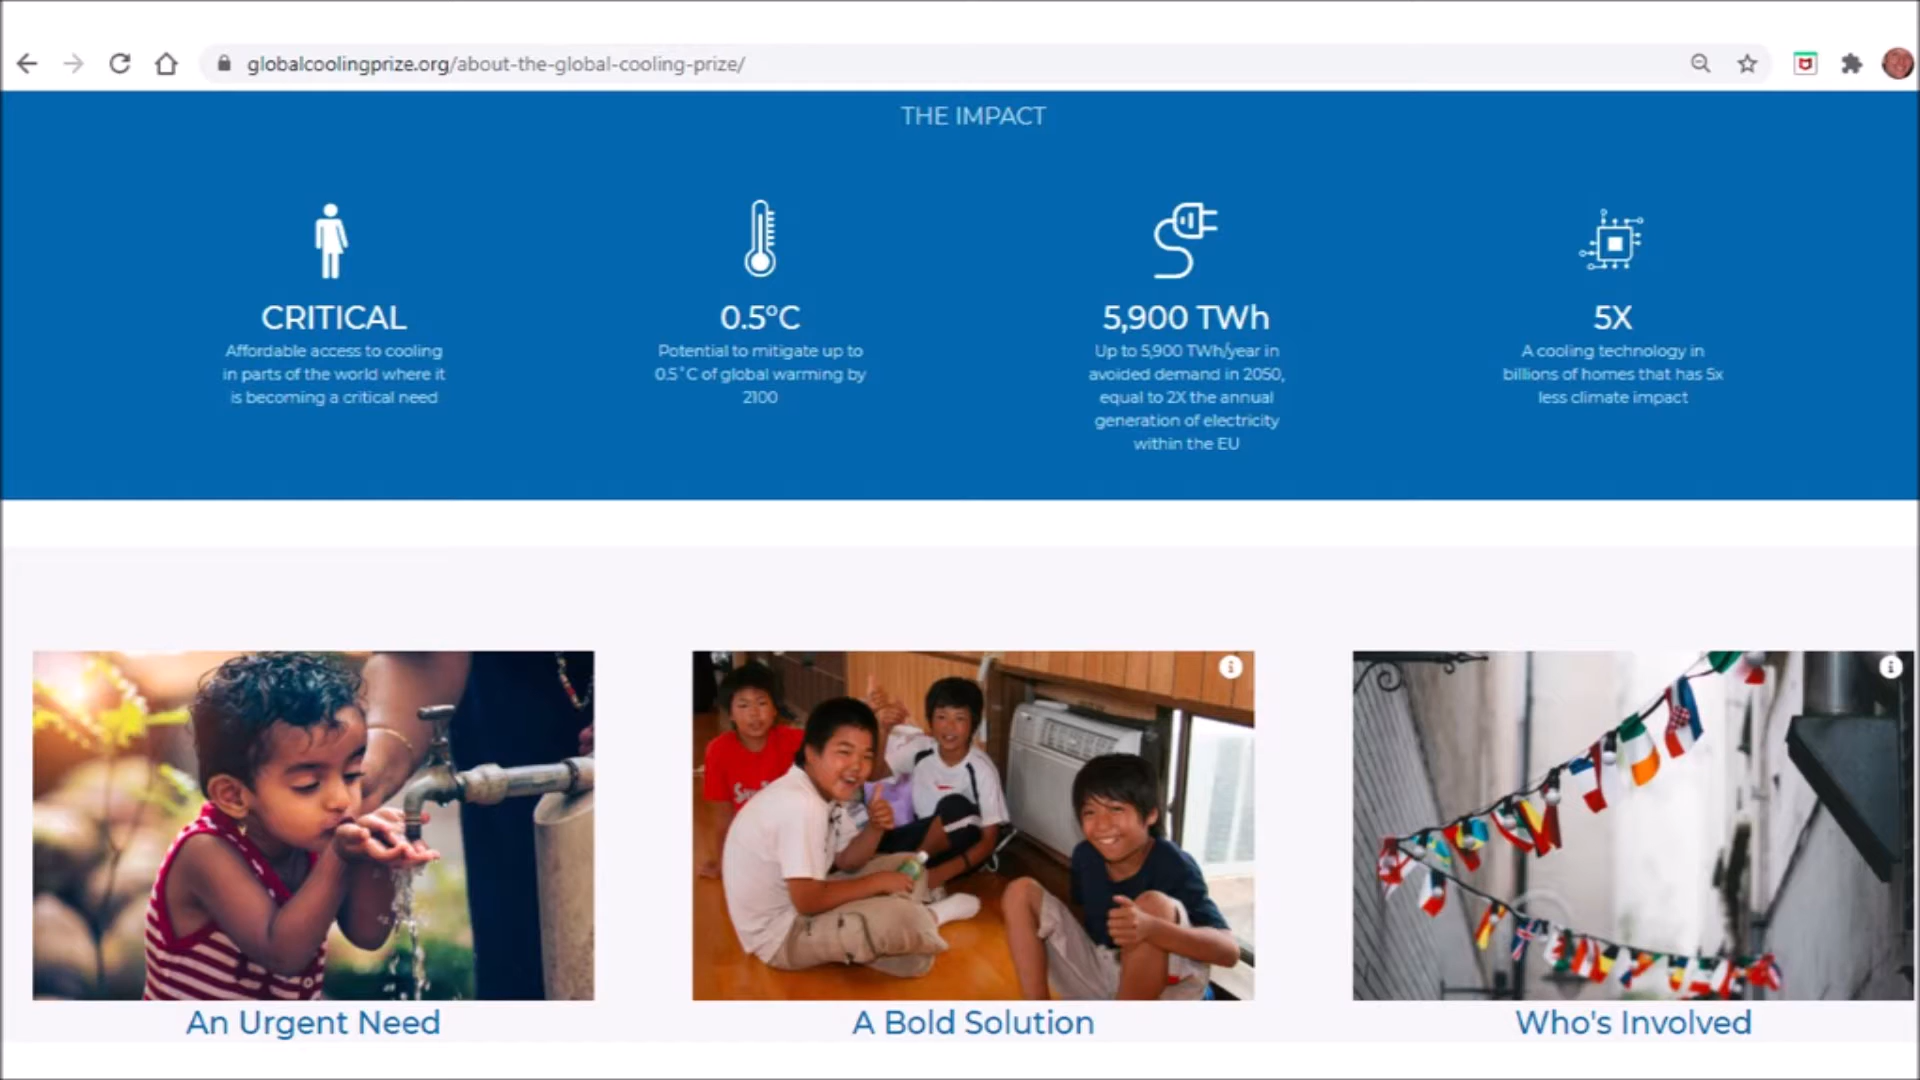 globalcoolingprize.org/about-the-global-cooling-prize/
THE IMPACT
CRITICAL
Affordable access to cooling
in parts of the world where it
is becoming a critical need
0.5°C
Potential to mitigate up to
0.5°C of global warming by
2100
5,900 TWh
Up to 5,900 TWh/year in
avoided demand in 2050,
equal to 2X the annual
generation of electricity
within the EU
5X
A cooling technology in
billions of homes that has 5x
less climate impact
An Urgent Need
A Bold Solution
Who's Involved